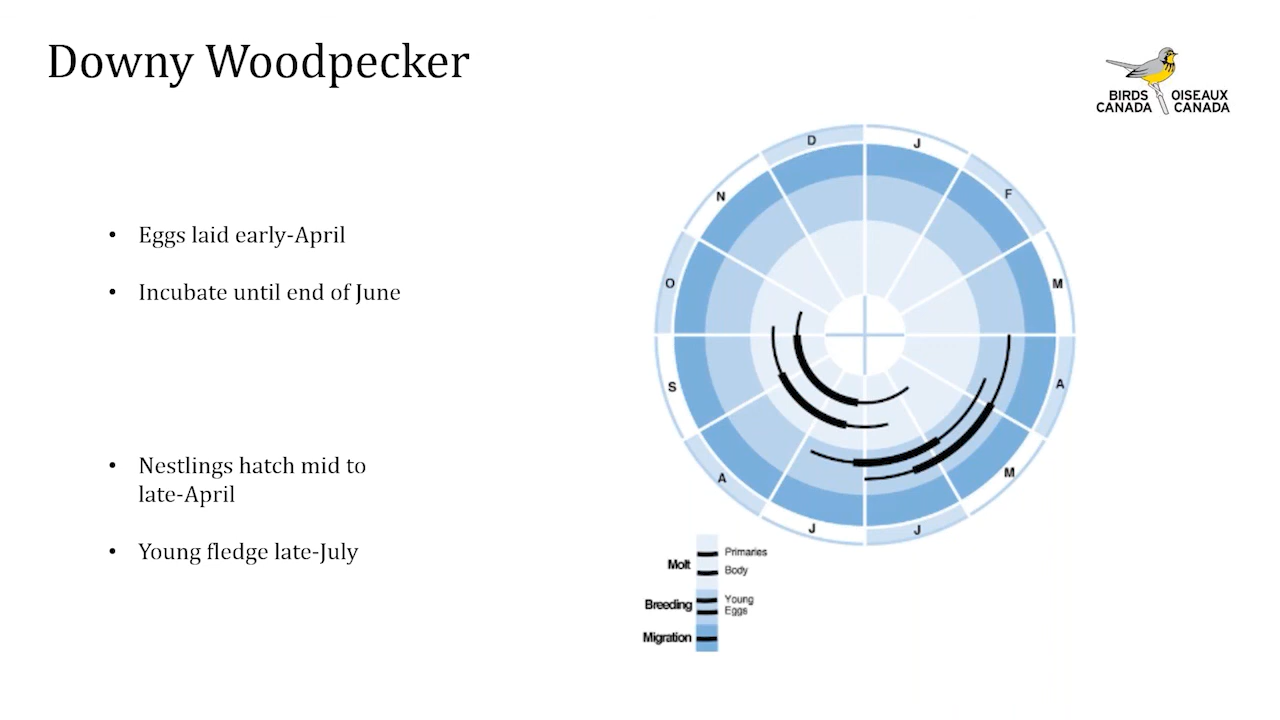 Downy Woodpecker
BIRDS OISEAUX
CANADA CANADA
• Eggs laid early-April
• Incubate until end of June
• Nestlings hatch mid to
late-April
• Young fledge late-July
D
J
N
F
O
M
S
A
A
M
J
J
Primaries
Molt
Body
Young
Breeding
Eggs
Migration